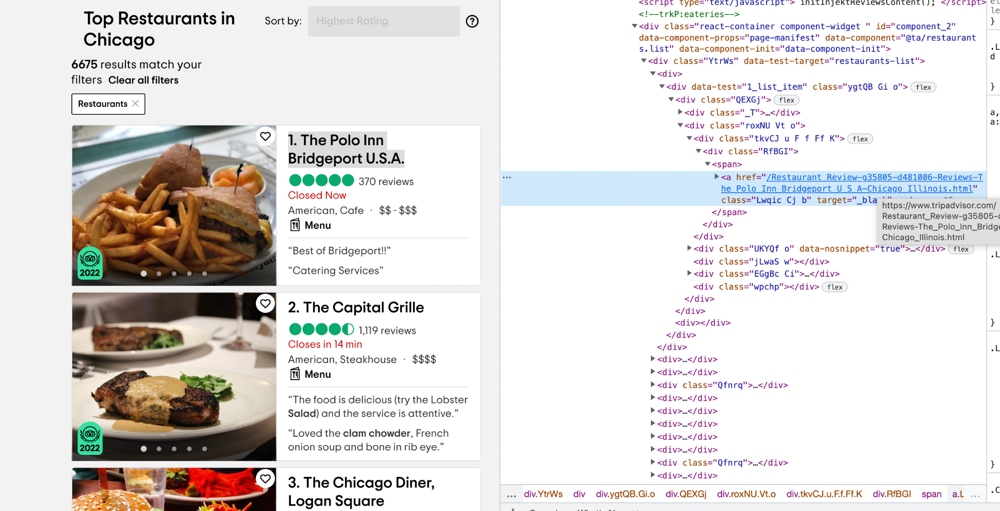 Top Restaurants in
Chicago
Sort by:
Highest Rating
?
6675 results match your
filters Clear all filters
Restaurants
1. The Polo Inn
Bridgeport U.S.A.
370 reviews
Closed Now
American, Cafe · $$ - $$$
Menu
“Best of Bridgeport!!”
“Catering Services”
2022
2. The Capital Grille
1,119 reviews
Closes in 14 min
American, Steakhouse · $$$$
Menu
“The food is delicious (try the Lobster
Salad) and the service is attentive.”
“Loved the clam chowder, French
onion soup and bone in rib eye.”
2022
3. The Chicago Diner,
Logan Square
<script type="text/javascript"> initInjektReviewsContent(); </script>
<!--trkP:eateries-->
<div class="react-container component-widget " id="component_2"
data-component-props="page-manifest" data-component="@ta/restaurant
s.list" data-component-init="data-component-init">
<div class="YtrWs" data-test-target="restaurants-list">
<div>
<div data-test="1_list_item" class="ygtQB Gi o"> flex
<div class="QEXGj"> flex
<div class="_T">…</div>
<div class="roxNU Vt o">
<div class="tkvCJ u F f Ff K"> flex
<div class="RfBGI">
<span>
<a href="/Restaurant_Review-g35805-d481006-Reviews-T
he_Polo_Inn_Bridgeport_U_S_A-Chicago_Illinois.html"
class="Lwqic Cj b" target="_blank"
https://www.tripadvisor.com/
Restaurant_Review-g35805-
Reviews-The_Polo_Inn_Bridge
Chicago_Illinois.html
</span>
</div>
</div>
<div class="UKYQf o" data-nosnippet="true">…</div> flex
<div class="jLwaS w"></div>
<div class="EGgBc Ci">…</div>
<div class="wpchp"></div> flex
</div>
</div>
<div></div>
</div>
</div>
<div>…</div>
<div>…</div>
<div class="Qfnrq">…</div>
<div>…</div>
<div>…</div>
<div>…</div>
<div>…</div>
<div>…</div>
<div class="Qfnrq">…</div>
<div>…</div>
… div.YtrWs div div.ygtQB.Gi.o div.QEXGj div.roxNU.Vt.o div.tkvCJ.u.F.f.Ff.K div.RfBGI span a.L …
}
.L
d
}
a,
a:
.L
}
.L
}
.C